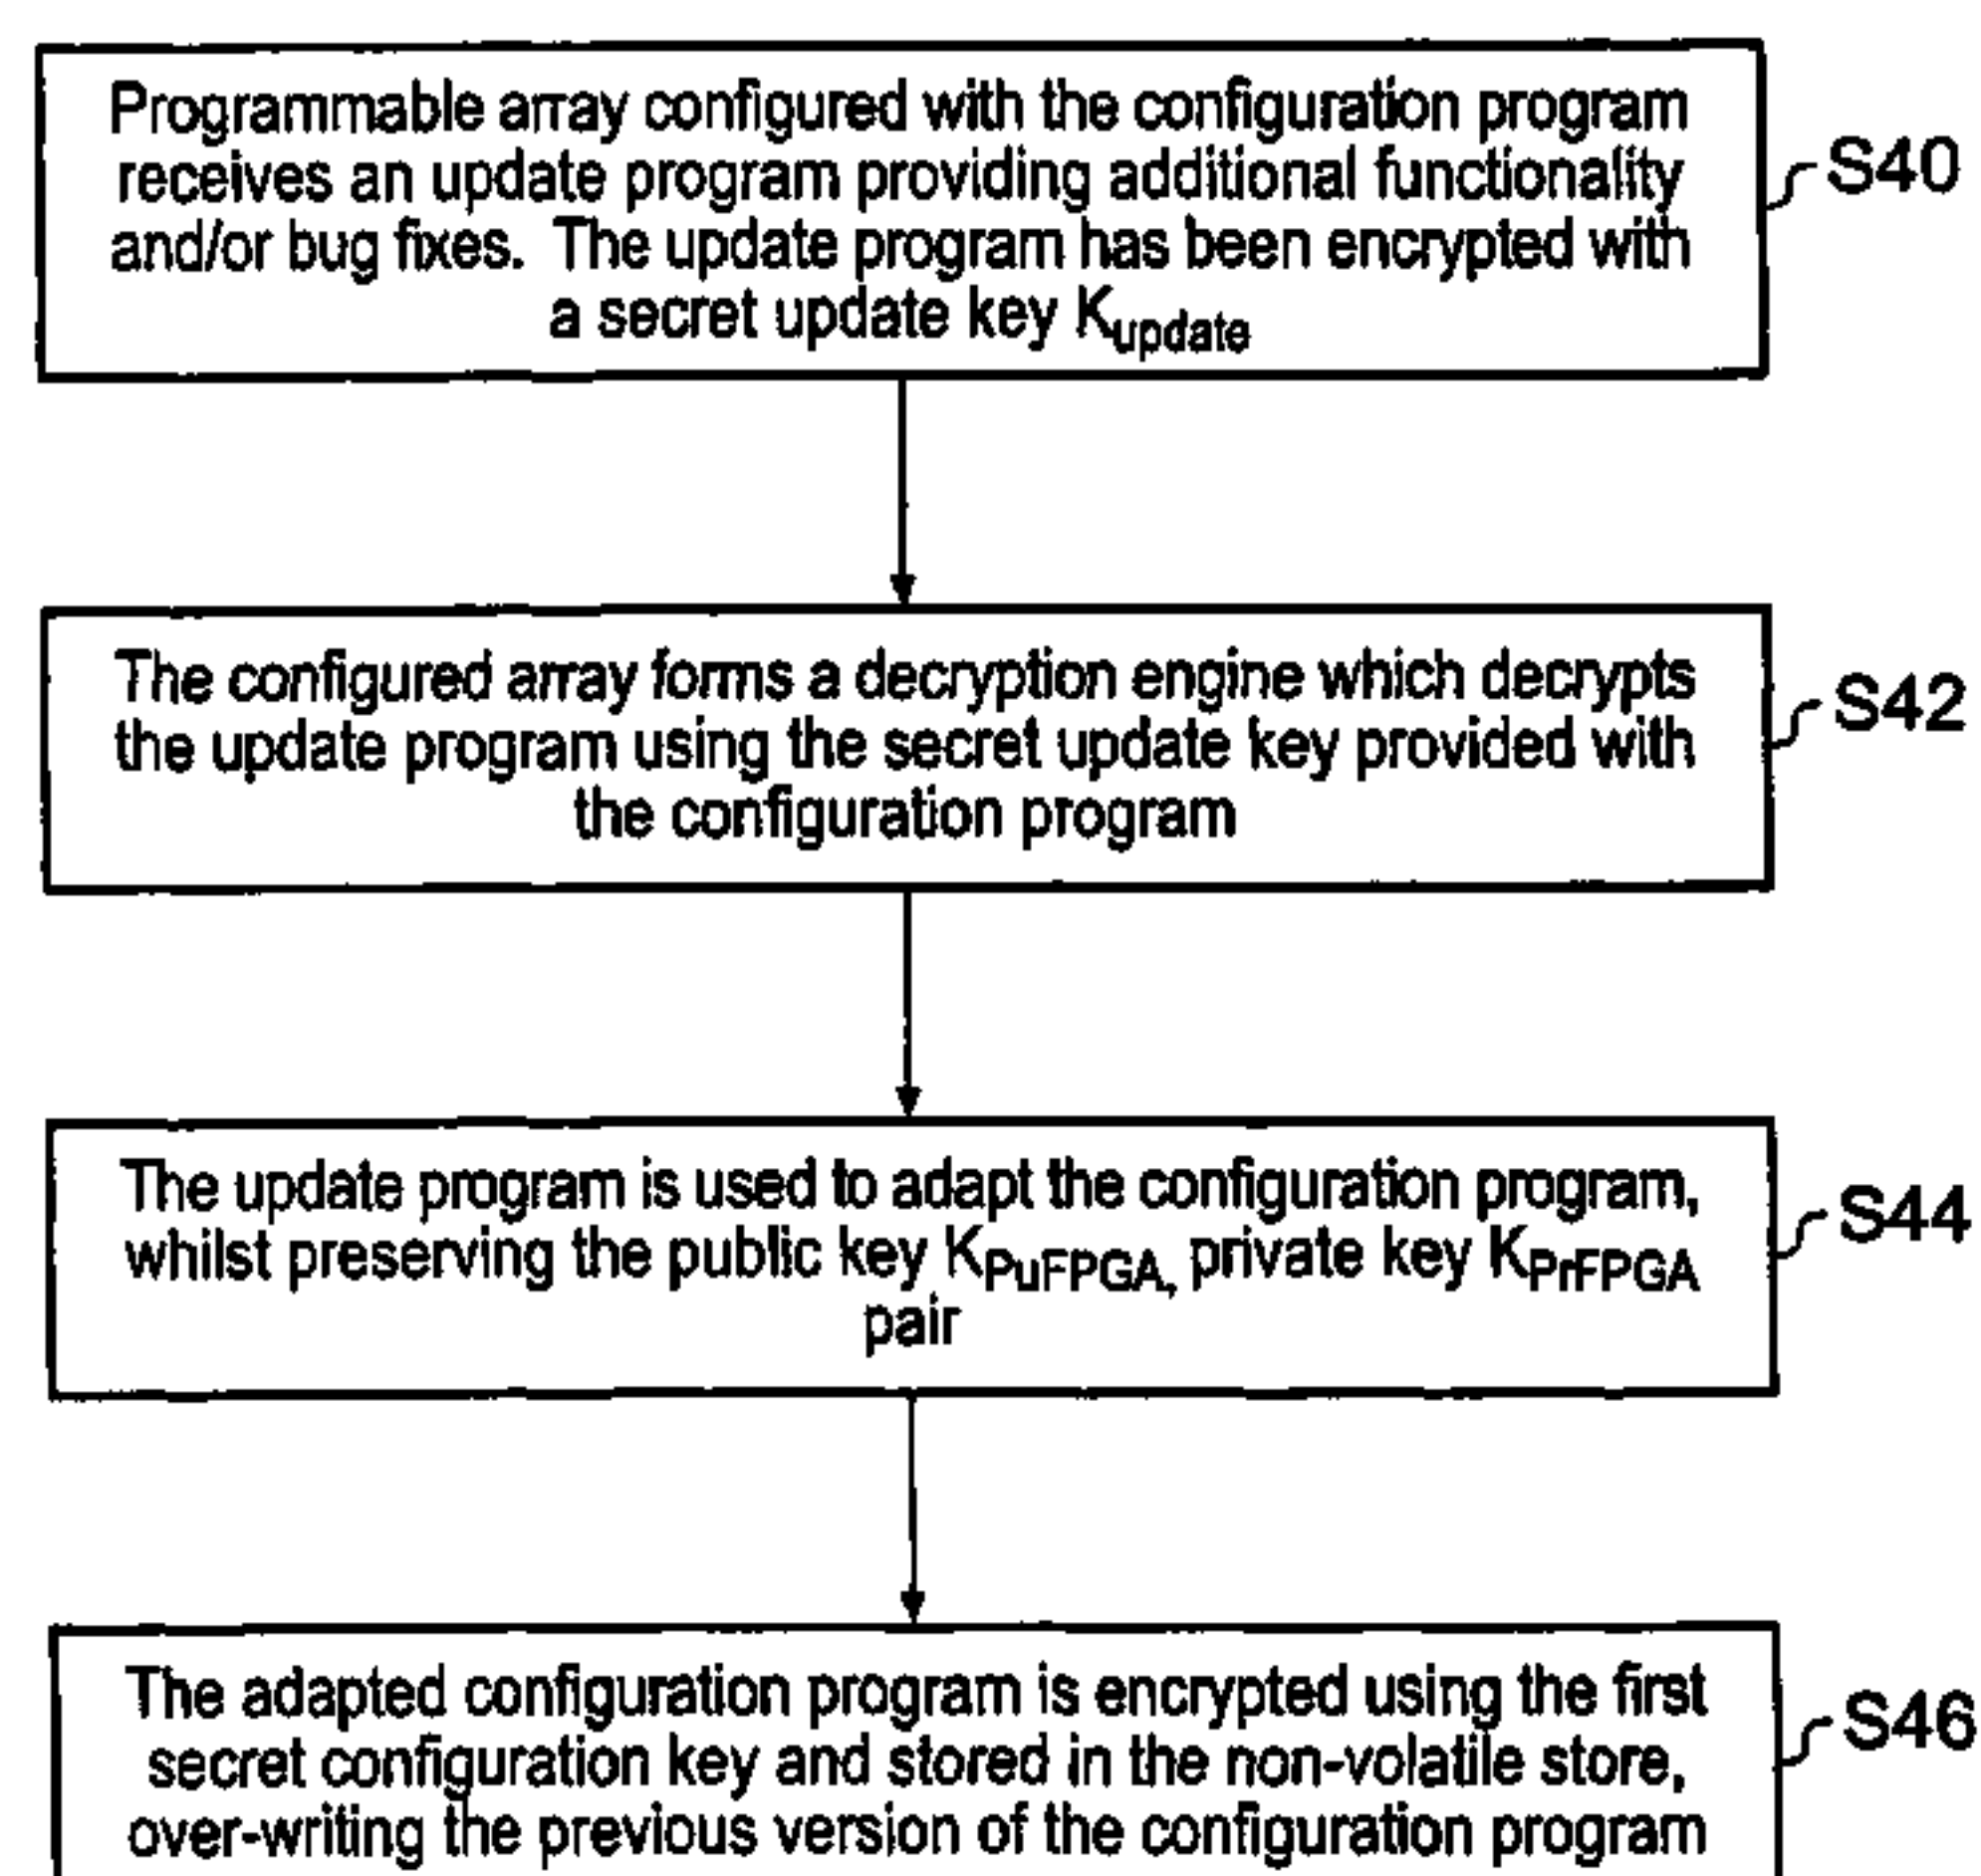 Programmable array configured with the configuration program
receives an update program providing additional functionality
and/or bug fixes. The update program has been encrypted with
a secret update key Kupdate
S40
The configured array forms a decryption engine which decrypts
the update program using the secret update key provided with
the configuration program
S42
The update program is used to adapt the configuration program,
whilst preserving the public key KPuFPGA, private key KPrFPGA
pair
S44
The adapted configuration program is encrypted using the first
secret configuration key and stored in the non-volatile store,
over-writing the previous version of the configuration program
S46